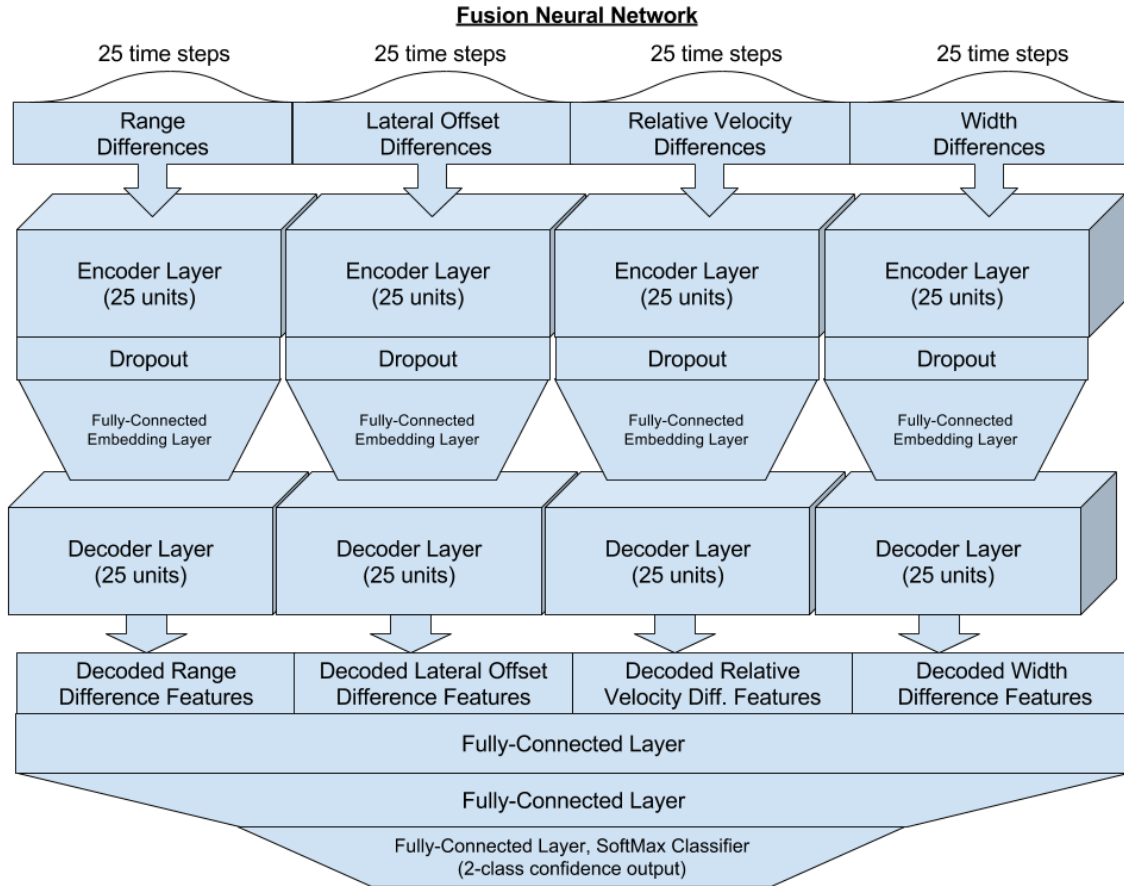 Fusion Neural Network
25 time steps
25 time steps
25 time steps
25 time steps
Range
Differences
Lateral Offset
Differences
Relative Velocity
Differences
Width
Differences
Encoder Layer
(25 units)
Encoder Layer
(25 units)
Encoder Layer
(25 units)
Encoder Layer
(25 units)
Dropout
Dropout
Dropout
Dropout
Fully-Connected
Embedding Layer
Fully-Connected
Embedding Layer
Fully-Connected
Embedding Layer
Fully-Connected
Embedding Layer
Decoder Layer
(25 units)
Decoder Layer
(25 units)
Decoder Layer
(25 units)
Decoder Layer
(25 units)
Decoded Range
Difference Features
Decoded Lateral Offset
Difference Features
Decoded Relative
Velocity Diff. Features
Decoded Width
Difference Features
Fully-Connected Layer
Fully-Connected Layer
Fully-Connected Layer, SoftMax Classifier
(2-class confidence output)